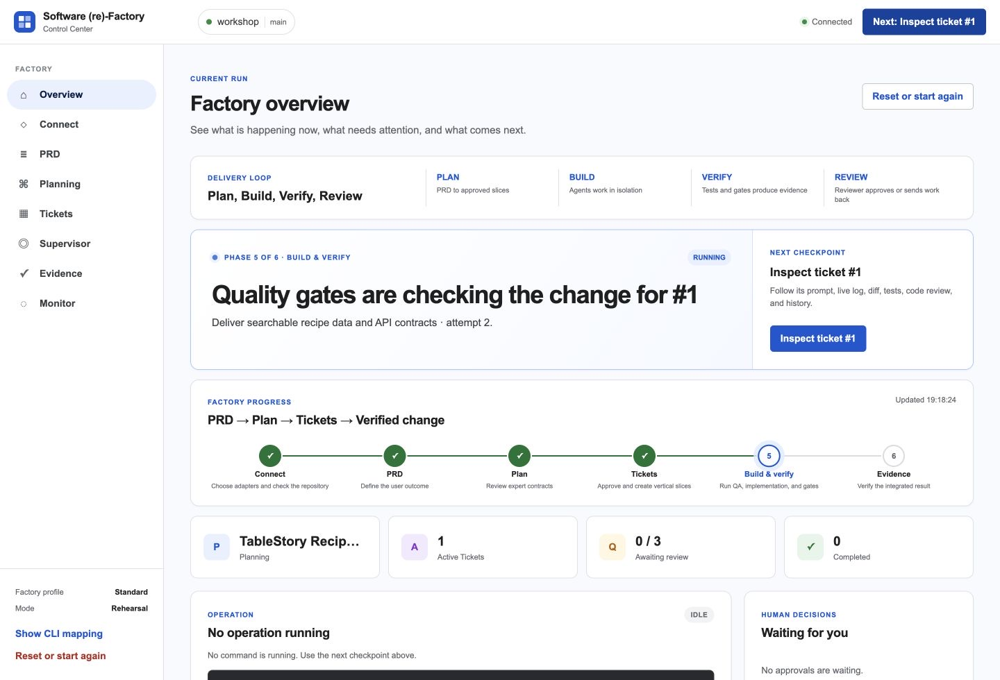 Software (re)-Factory
Control Center
workshop
main
Connected
Next: Inspect ticket #1
FACTORY
Overview
Connect
PRD
Planning
Tickets
Supervisor
Evidence
Monitor
Factory profile Standard
Mode Rehearsal
Show CLI mapping
Reset or start again
CURRENT RUN
Factory overview
See what is happening now, what needs attention, and what comes next.
Reset or start again
DELIVERY LOOP
Plan, Build, Verify, Review
PLAN
PRD to approved slices
BUILD
Agents work in isolation
VERIFY
Tests and gates produce evidence
REVIEW
Reviewer approves or sends work
back
PHASE 5 OF 6 · BUILD & VERIFY
RUNNING
Quality gates are checking the change for #1
Deliver searchable recipe data and API contracts · attempt 2.
NEXT CHECKPOINT
Inspect ticket #1
Follow its prompt, live log, diff, tests, code review,
and history.
Inspect ticket #1
FACTORY PROGRESS
Updated 19:18:24
PRD → Plan → Tickets → Verified change
✓
Connect
Choose adapters and check the repository
✓
PRD
Define the user outcome
✓
Plan
Review expert contracts
✓
Tickets
Approve and create vertical slices
5
Build & verify
Run QA, implementation, and gates
6
Evidence
Verify the integrated result
P
TableStory Recip...
Planning
A
1
Active Tickets
Q
0 / 3
Awaiting review
✓
0
Completed
OPERATION
IDLE
No operation running
No command is running. Use the next checkpoint above.
HUMAN DECISIONS
Waiting for you
No approvals are waiting.